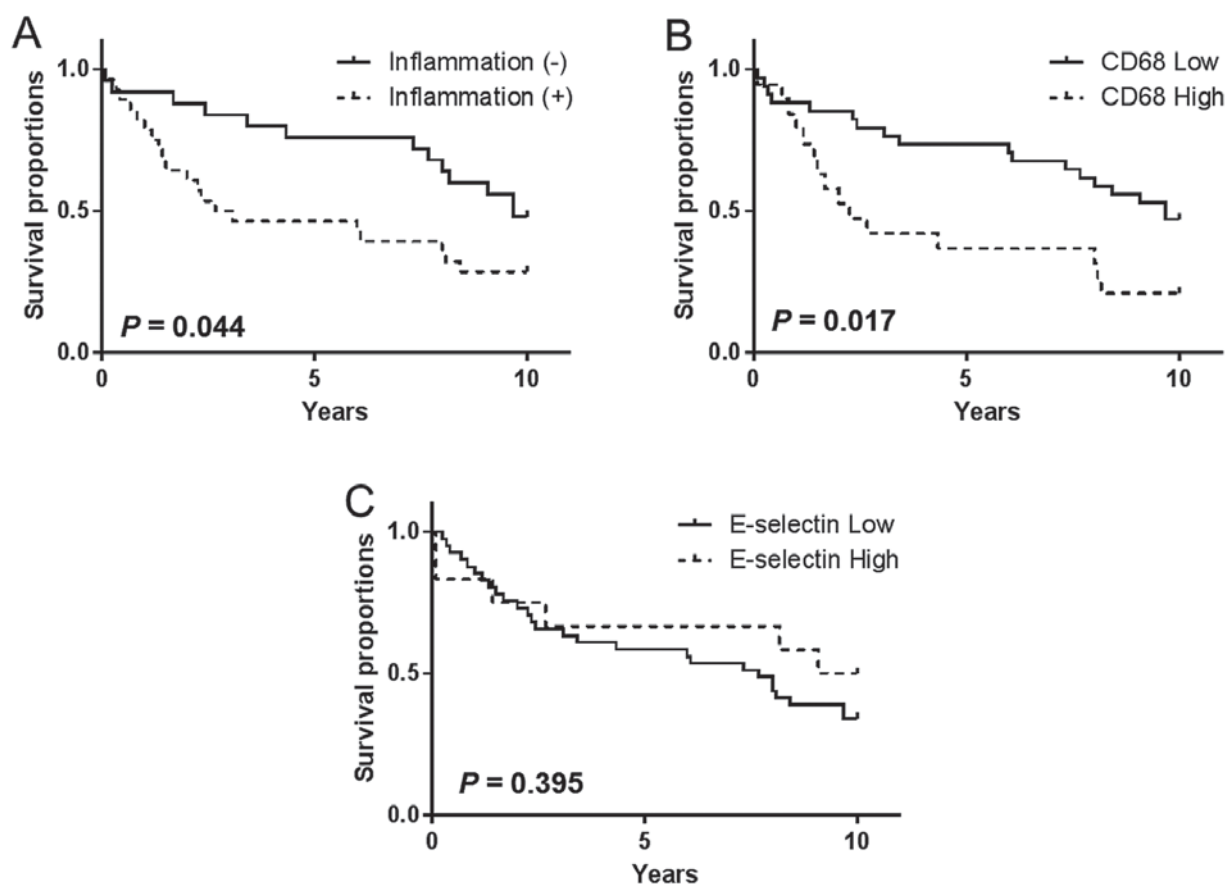 A
Inflammation (-)
Inflammation (+)
Survival proportions
1.0
0.5
0.0
P = 0.044
0
5
10
Years
B
CD68 Low
CD68 High
Survival proportions
1.0
0.5
0.0
P = 0.017
0
5
10
Years
C
E-selectin Low
E-selectin High
Survival proportions
1.0
0.5
0.0
P = 0.395
0
5
10
Years